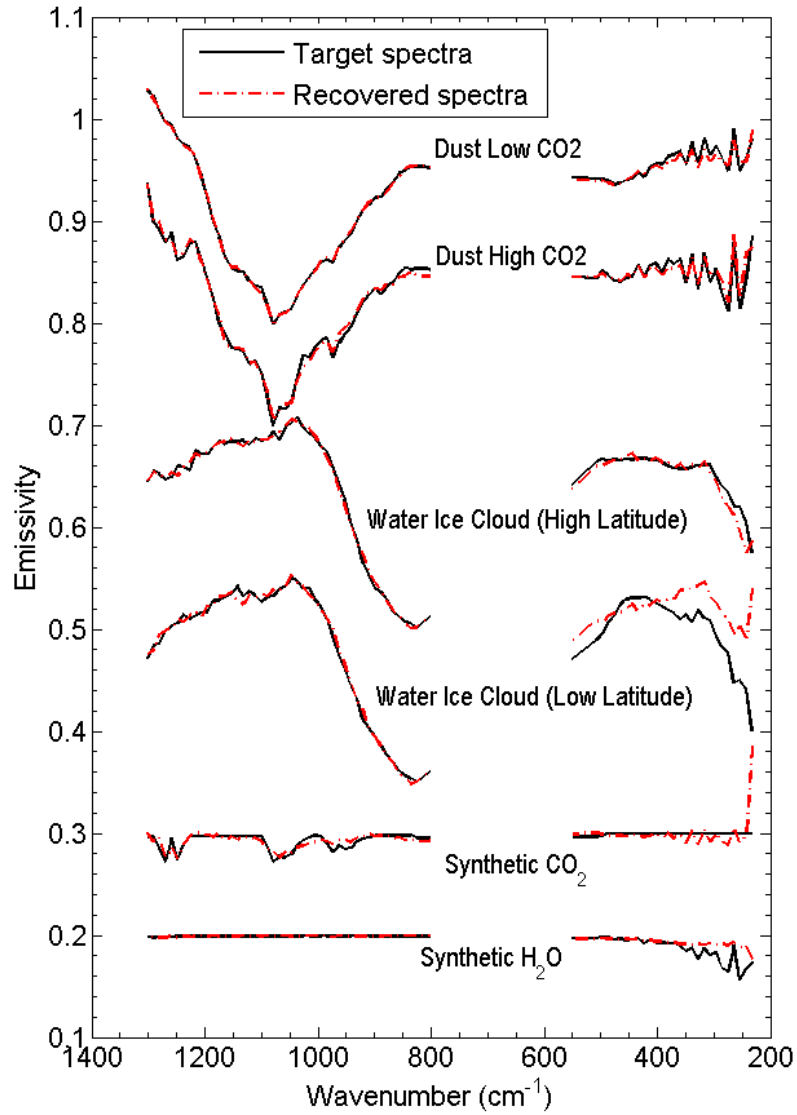 1.1
1
0.9
0.8
0.7
0.6
0.5
0.4
0.3
0.2
0.1
Emissivity
Target spectra
Recovered spectra
Dust Low CO2
Dust High CO2
Water Ice Cloud (High Latitude)
Water Ice Cloud (Low Latitude)
Synthetic CO₂
Synthetic H₂O
1400 1200 1000 800 600 400 200
Wavenumber (cm⁻¹)